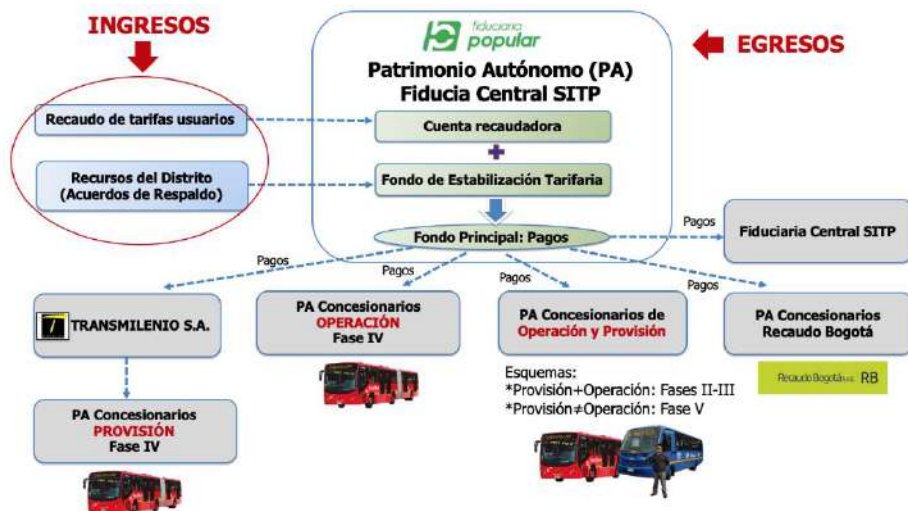 INGRESOS
fiduciaria
popular
EGRESOS
Patrimonio Autónomo (PA)
Fiducia Central SITP
Recaudo de tarifas usuarios
Cuenta recaudadora
Recursos del Distrito
(Acuerdos de Respaldo)
Fondo de Estabilización Tarifaria
Fondo Principal: Pagos
Pagos
Fiduciaria Central SITP
Pagos
Pagos
Pagos
Pagos
TRANSMILENIO S.A.
PA Concesionarios
OPERACIÓN
Fase IV
PA Concesionarios de
Operación y Provisión
PA Concesionarios
Recaudo Bogotá
Esquemas:
*Provisión+Operación: Fases II-III
*Provisión≠Operación: Fase V
Recaudo Bogotá S.A.S. RB
PA Concesionarios
PROVISIÓN
Fase IV